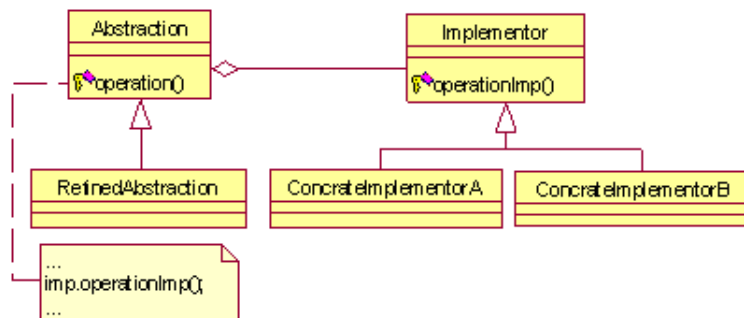 Abstraction
Implementor
operation()
operationImp()
RefinedAbstraction
ConcrateImplementorA
ConcrateImplementorB
...
imp.operationImp();
...